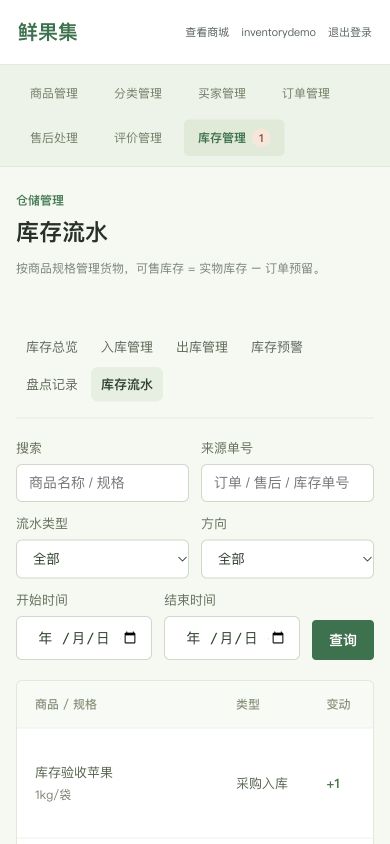 鲜果集 查看商城 inventorydemo 退出登录
商品管理 分类管理 买家管理 订单管理
售后处理 评价管理 库存管理 1
仓储管理
库存流水
按商品规格管理货物，可售库存 = 实物库存 － 订单预留。
库存总览 入库管理 出库管理 库存预警
盘点记录 库存流水
搜索 来源单号
商品名称 / 规格 订单 / 售后 / 库存单号
流水类型 方向
全部 全部
开始时间 结束时间
年 /月/日 年 /月/日 查询
商品 / 规格 类型 变动
库存验收苹果
1kg/袋 采购入库 +1